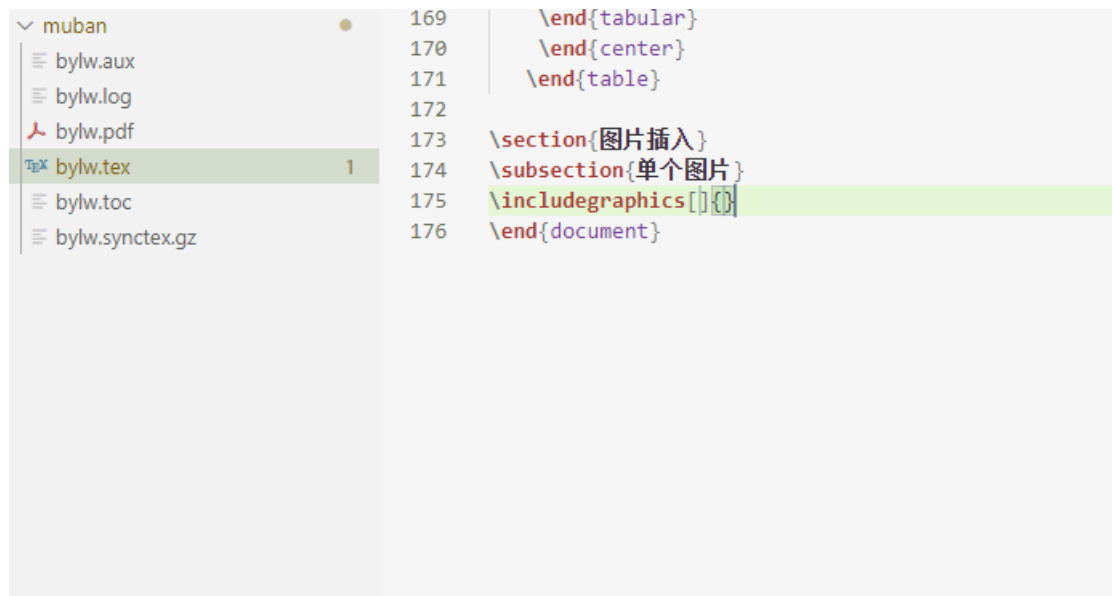 muban
bylw.aux
bylw.log
bylw.pdf
TEX bylw.tex 1
bylw.toc
bylw.synctex.gz
169 \end{tabular}
170 \end{center}
171 \end{table}
172
173 \section{图片插入}
174 \subsection{单个图片}
175 \includegraphics[]{}
176 \end{document}